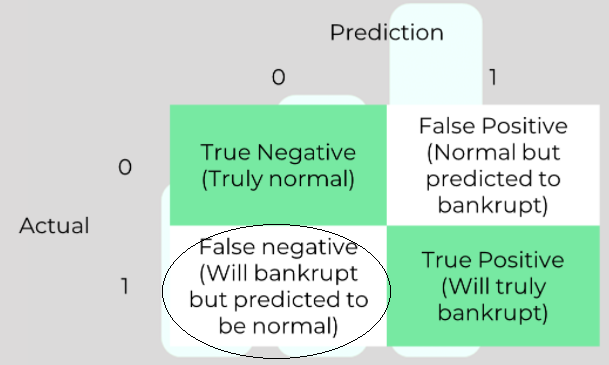 Prediction
0 1
0
True Negative
(Truly normal)
False Positive
(Normal but
predicted to
bankrupt)
Actual
1
False negative
(Will bankrupt
but predicted to
be normal)
True Positive
(Will truly
bankrupt)